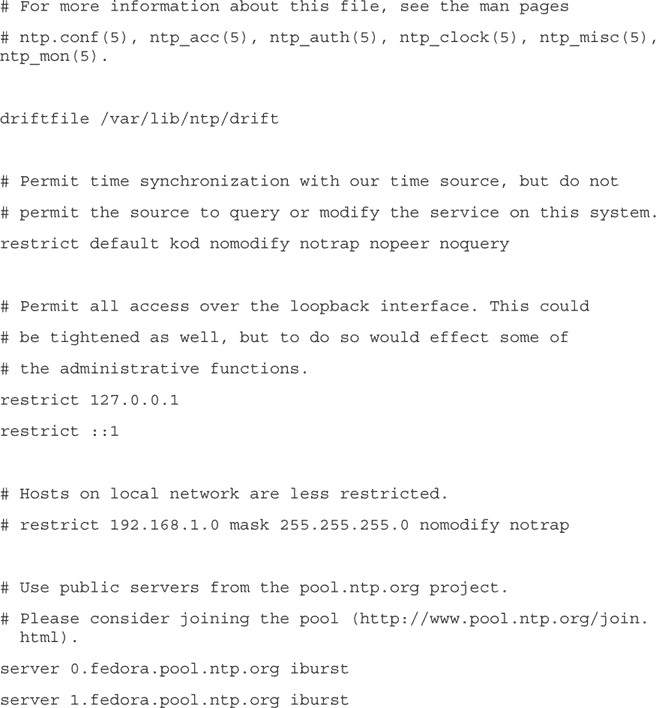 # For more information about this file, see the man pages
# ntp.conf(5), ntp_acc(5), ntp_auth(5), ntp_clock(5), ntp_misc(5),
ntp_mon(5).
driftfile /var/lib/ntp/drift
# Permit time synchronization with our time source, but do not
# permit the source to query or modify the service on this system.
restrict default kod nomodify notrap nopeer noquery
# Permit all access over the loopback interface. This could
# be tightened as well, but to do so would effect some of
# the administrative functions.
restrict 127.0.0.1
restrict ::1
# Hosts on local network are less restricted.
# restrict 192.168.1.0 mask 255.255.255.0 nomodify notrap
# Use public servers from the pool.ntp.org project.
# Please consider joining the pool (http://www.pool.ntp.org/join.
html).
server 0.fedora.pool.ntp.org iburst
server 1.fedora.pool.ntp.org iburst